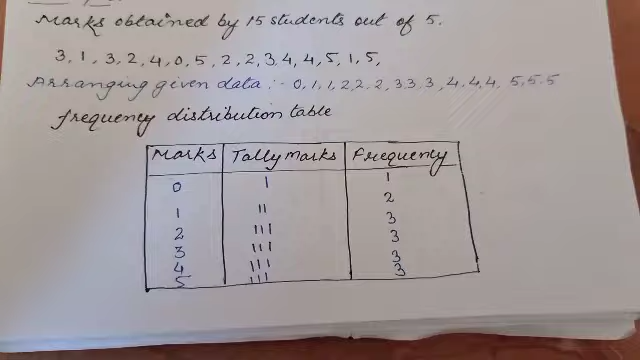 Marks obtained by 15 students out of 5.
3, 1, 3, 2, 4, 0, 5, 2, 2, 3, 4, 4, 5, 1, 5,
Arranging given data :- 0, 1, 1, 2, 2, 2, 3, 3, 3, 4, 4, 4, 5, 5, 5
frequency distribution table
Marks Tally Marks Frequency
0 | 1
1 || 2
2 ||| 3
3 ||| 3
4 ||| 3
5 ||| 3